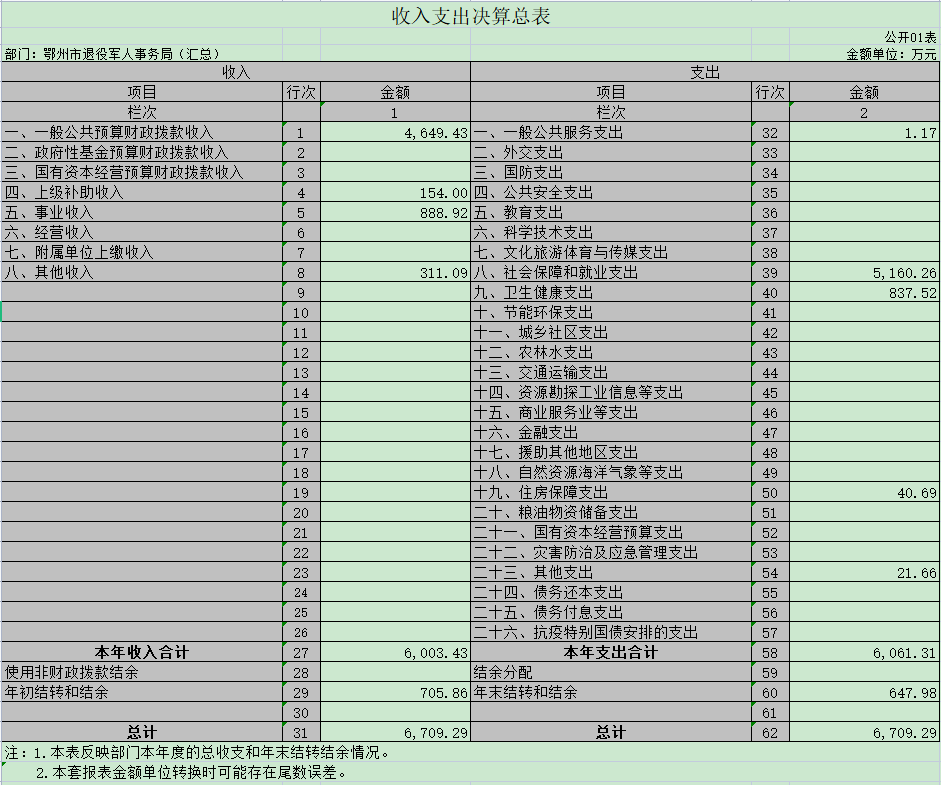 收入支出决算总表
公开01表
部门：鄂州市退役军人事务局（汇总） 金额单位：万元
收入 支出
项目 行次 金额 项目 行次 金额
栏次 1 栏次 2
一、一般公共预算财政拨款收入 1 4,649.43 一、一般公共服务支出 32 1.17
二、政府性基金预算财政拨款收入 2 二、外交支出 33
三、国有资本经营预算财政拨款收入 3 三、国防支出 34
四、上级补助收入 4 154.00 四、公共安全支出 35
五、事业收入 5 888.92 五、教育支出 36
六、经营收入 6 六、科学技术支出 37
七、附属单位上缴收入 7 七、文化旅游体育与传媒支出 38
八、其他收入 8 311.09 八、社会保障和就业支出 39 5,160.26
9 九、卫生健康支出 40 837.52
10 十、节能环保支出 41
11 十一、城乡社区支出 42
12 十二、农林水支出 43
13 十三、交通运输支出 44
14 十四、资源勘探工业信息等支出 45
15 十五、商业服务业等支出 46
16 十六、金融支出 47
17 十七、援助其他地区支出 48
18 十八、自然资源海洋气象等支出 49
19 十九、住房保障支出 50 40.69
20 二十、粮油物资储备支出 51
21 二十一、国有资本经营预算支出 52
22 二十二、灾害防治及应急管理支出 53
23 二十三、其他支出 54 21.66
24 二十四、债务还本支出 55
25 二十五、债务付息支出 56
26 二十六、抗疫特别国债安排的支出 57
本年收入合计 27 6,003.43 本年支出合计 58 6,061.31
使用非财政拨款结余 28 结余分配 59
年初结转和结余 29 705.86 年末结转和结余 60 647.98
30 61
总计 31 6,709.29 总计 62 6,709.29
注：1.本表反映部门本年度的总收支和年末结转结余情况。
2.本套报表金额单位转换时可能存在尾数误差。